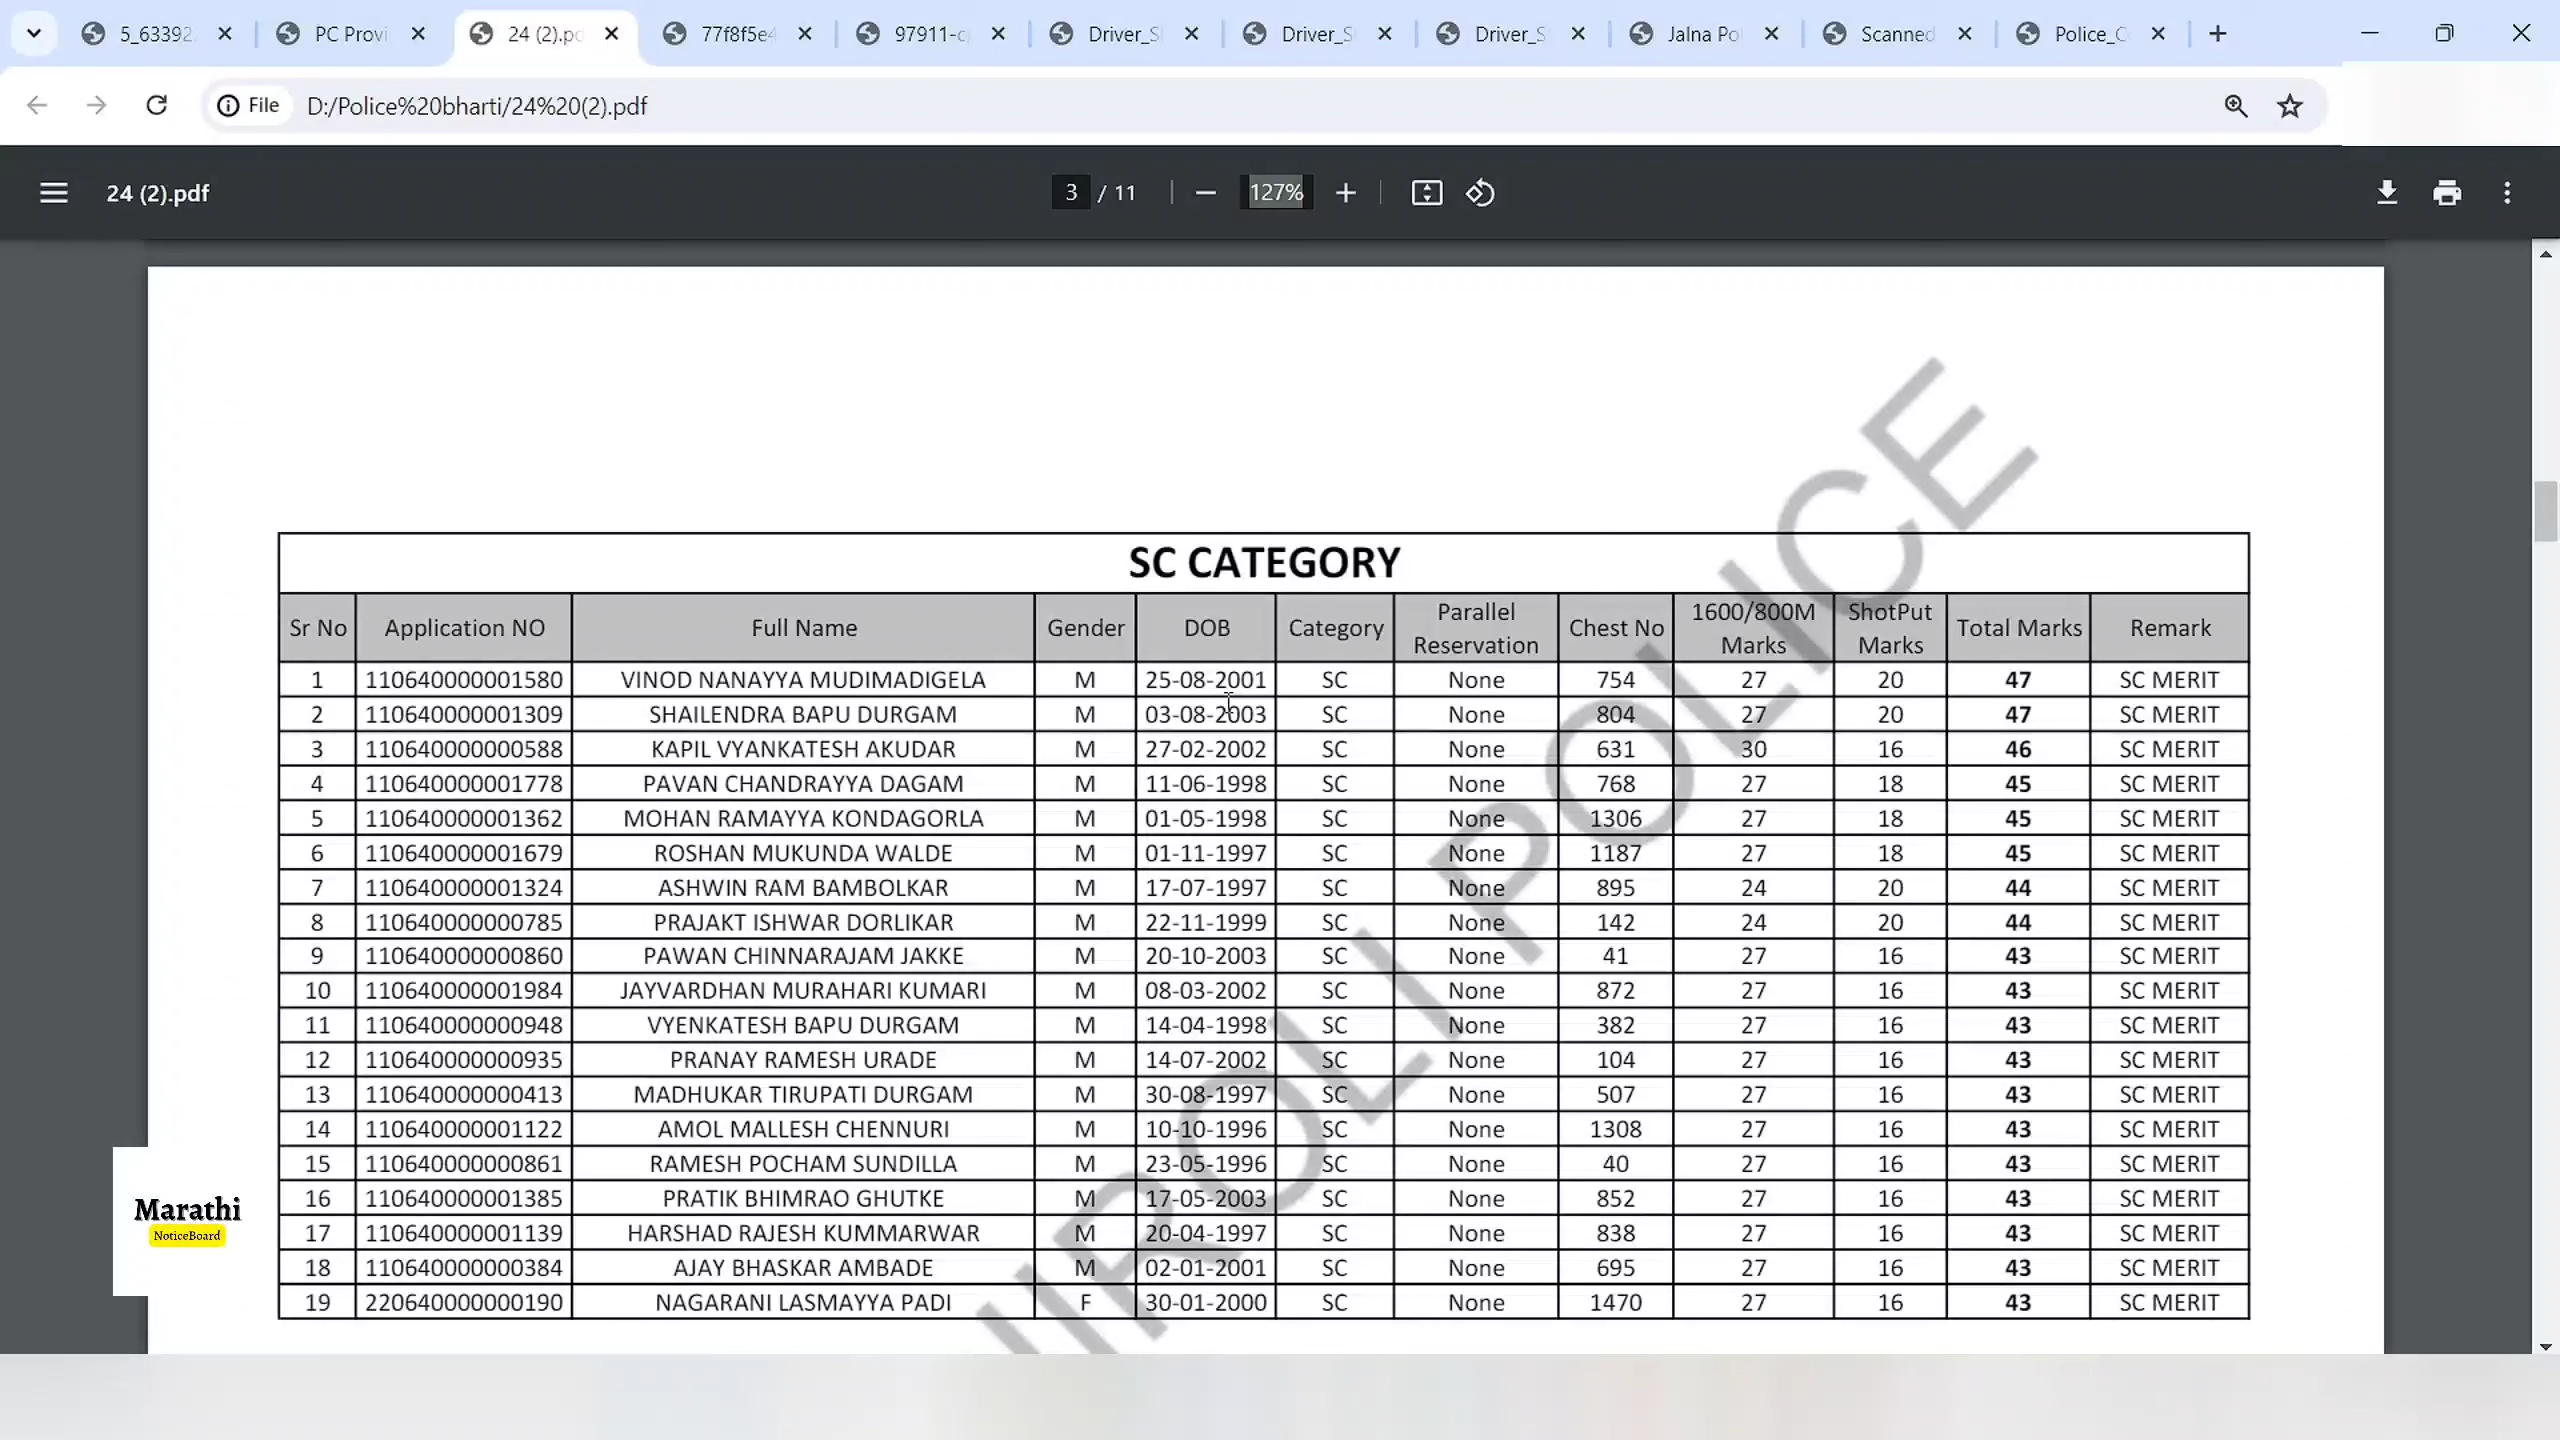 5_63392
PC Provi
24 (2).pd
77f8f5e4
97911-c
Driver_S
Driver_S
Driver_S
Jalna Po
Scanned
Police_C
File D:/Police%20bharti/24%20(2).pdf
24 (2).pdf 3 / 11 127%
SC CATEGORY
Sr No Application NO Full Name Gender DOB Category Parallel Reservation Chest No 1600/800M Marks ShotPut Marks Total Marks Remark
1 110640000001580 VINOD NANAYYA MUDIMADIGELA M 25-08-2001 SC None 754 27 20 47 SC MERIT
2 110640000001309 SHAILENDRA BAPU DURGAM M 03-08-2003 SC None 804 27 20 47 SC MERIT
3 110640000000588 KAPIL VYANKATESH AKUDAR M 27-02-2002 SC None 631 30 16 46 SC MERIT
4 110640000001778 PAVAN CHANDRAYYA DAGAM M 11-06-1998 SC None 768 27 18 45 SC MERIT
5 110640000001362 MOHAN RAMAYYA KONDAGORLA M 01-05-1998 SC None 1306 27 18 45 SC MERIT
6 110640000001679 ROSHAN MUKUNDA WALDE M 01-11-1997 SC None 1187 27 18 45 SC MERIT
7 110640000001324 ASHWIN RAM BAMBOLKAR M 17-07-1997 SC None 895 24 20 44 SC MERIT
8 110640000000785 PRAJAKT ISHWAR DORLIKAR M 22-11-1999 SC None 142 24 20 44 SC MERIT
9 110640000000860 PAWAN CHINNARAJAM JAKKE M 20-10-2003 SC None 41 27 16 43 SC MERIT
10 110640000001984 JAYVARDHAN MURAHARI KUMARI M 08-03-2002 SC None 872 27 16 43 SC MERIT
11 110640000000948 VYENKATESH BAPU DURGAM M 14-04-1998 SC None 382 27 16 43 SC MERIT
12 110640000000935 PRANAY RAMESH URADE M 14-07-2002 SC None 104 27 16 43 SC MERIT
13 110640000000413 MADHUKAR TIRUPATI DURGAM M 30-08-1997 SC None 507 27 16 43 SC MERIT
14 110640000001122 AMOL MALLESH CHENNURI M 10-10-1996 SC None 1308 27 16 43 SC MERIT
15 110640000000861 RAMESH POCHAM SUNDILLA M 23-05-1996 SC None 40 27 16 43 SC MERIT
16 110640000001385 PRATIK BHIMRAO GHUTKE M 17-05-2003 SC None 852 27 16 43 SC MERIT
17 110640000001139 HARSHAD RAJESH KUMMARWAR M 20-04-1997 SC None 838 27 16 43 SC MERIT
18 110640000000384 AJAY BHASKAR AMBADE M 02-01-2001 SC None 695 27 16 43 SC MERIT
19 220640000000190 NAGARANI LASMAYYA PADI F 30-01-2000 SC None 1470 27 16 43 SC MERIT
IROLI POLICE
Marathi
NoticeBoard